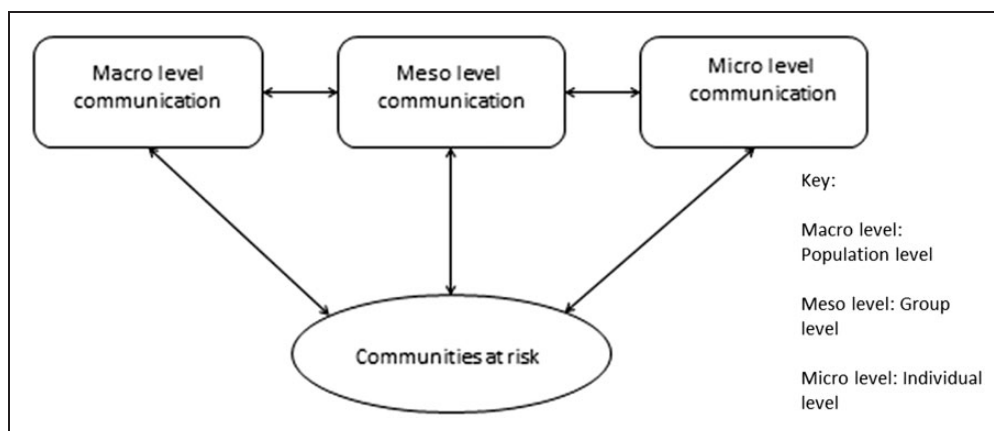 Macro level
communication
Meso level
communication
Micro level
communication
Communities at risk
Key:
Macro level:
Population level
Meso level: Group
level
Micro level: Individual
level